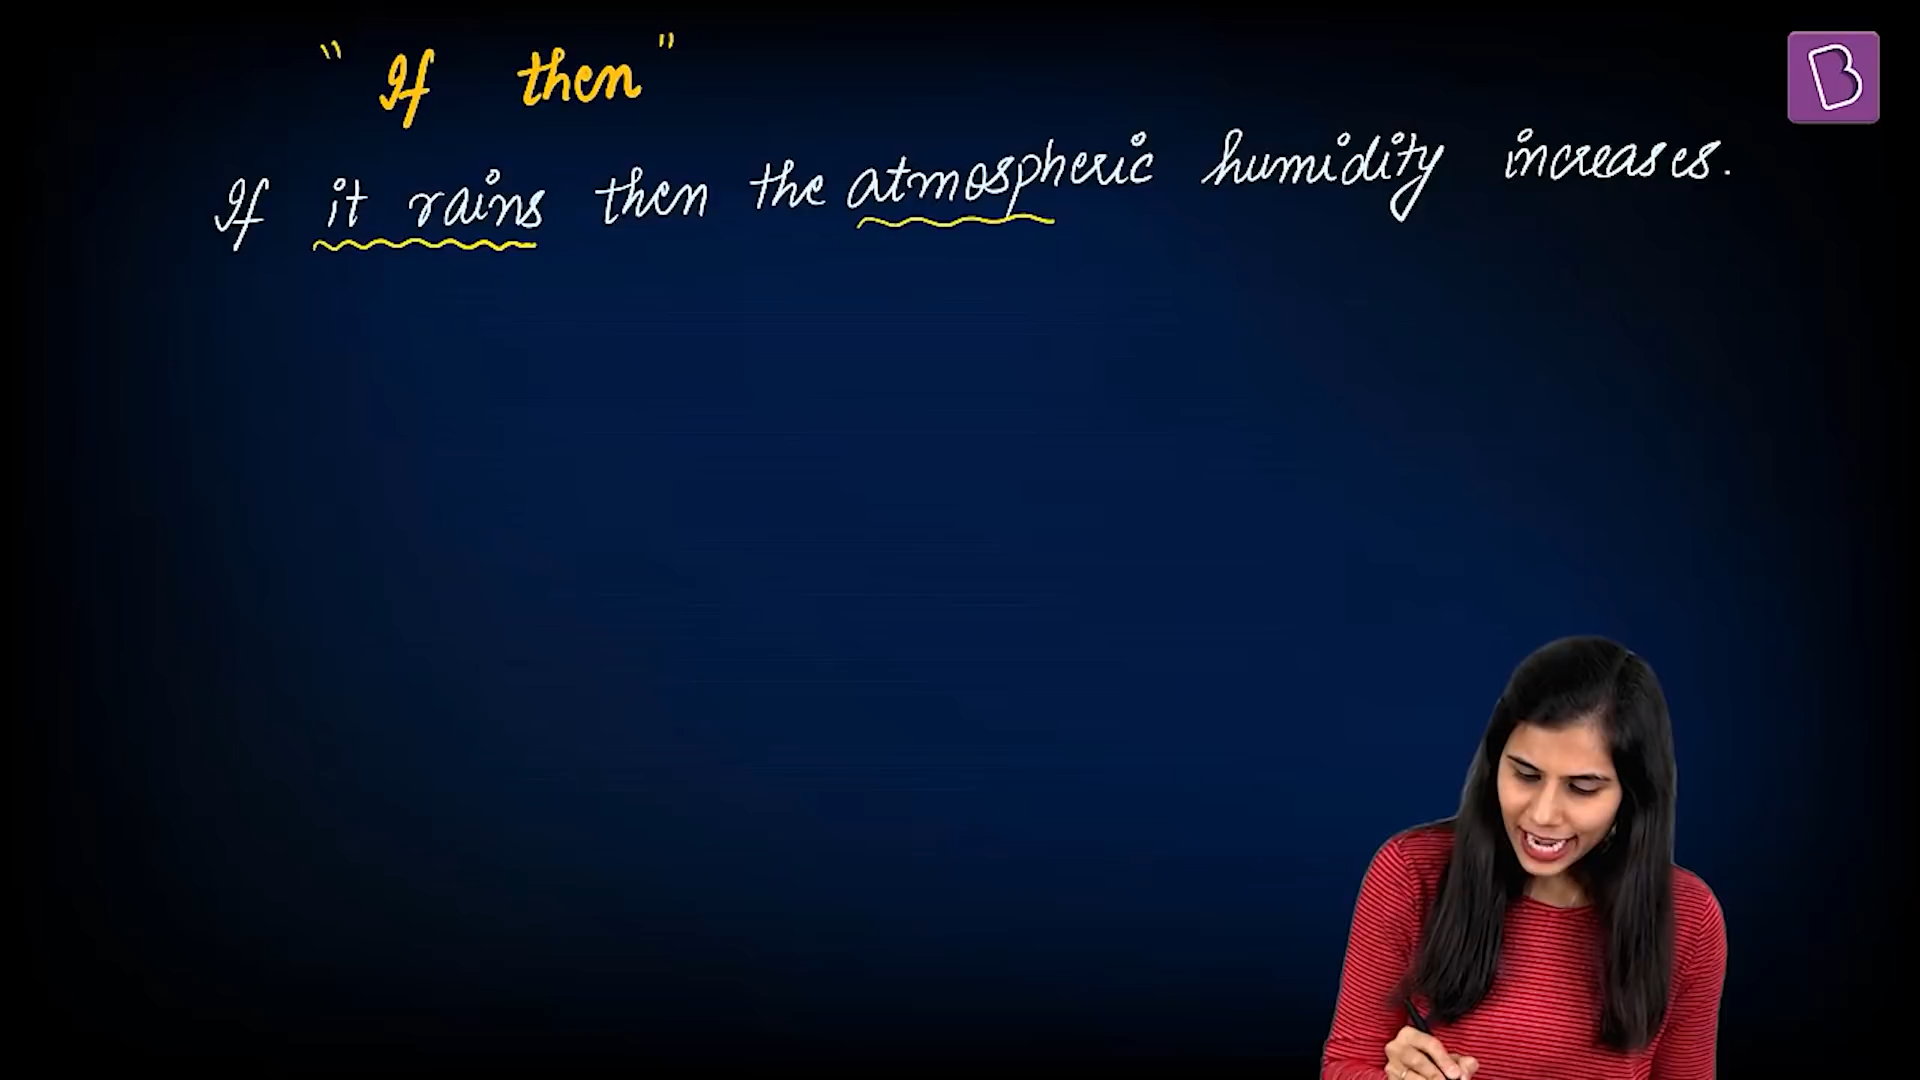 "If then"
If it rains then the atmospheric humidity increases.
B